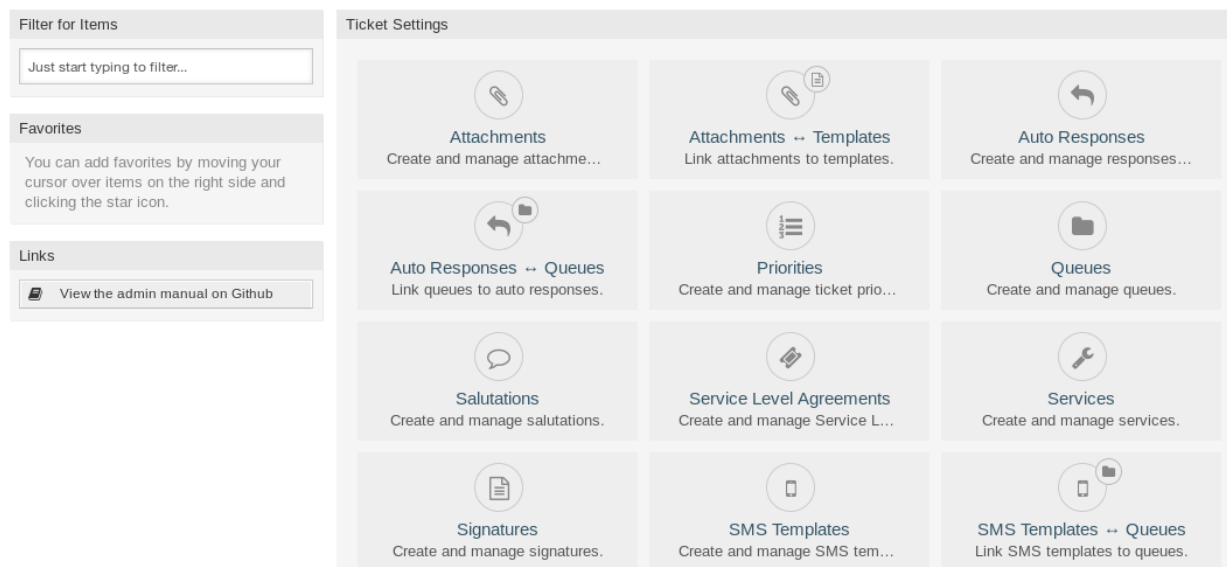 Filter for Items
Just start typing to filter...
Favorites
You can add favorites by moving your
cursor over items on the right side and
clicking the star icon.
Links
View the admin manual on Github
Ticket Settings
Attachments
Create and manage attachme…
Attachments ↔ Templates
Link attachments to templates.
Auto Responses
Create and manage responses…
Auto Responses ↔ Queues
Link queues to auto responses.
1
2
3
Priorities
Create and manage ticket prio…
Queues
Create and manage queues.
Salutations
Create and manage salutations.
Service Level Agreements
Create and manage Service L…
Services
Create and manage services.
Signatures
Create and manage signatures.
SMS Templates
Create and manage SMS tem…
SMS Templates ↔ Queues
Link SMS templates to queues.